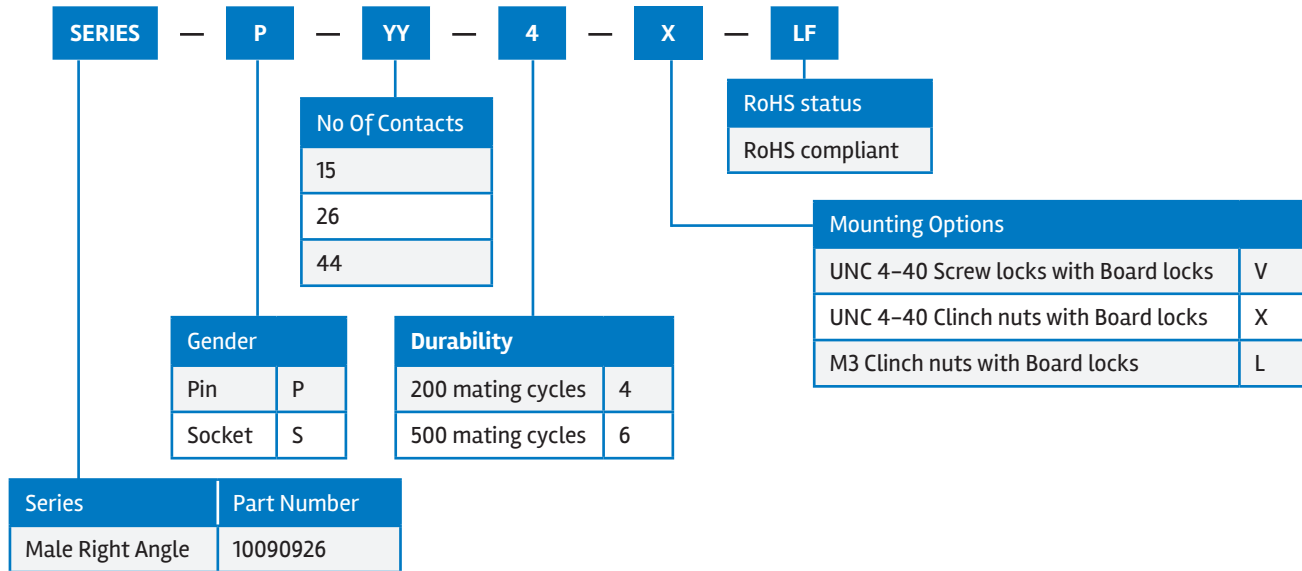 SERIES — P — YY — 4 — X — LF
RoHS status
RoHS compliant
No Of Contacts
15
26
44
Mounting Options
UNC 4–40 Screw locks with Board locks V
UNC 4–40 Clinch nuts with Board locks X
M3 Clinch nuts with Board locks L
Gender
Pin P
Socket S
Durability
200 mating cycles 4
500 mating cycles 6
Series Part Number
Male Right Angle 10090926